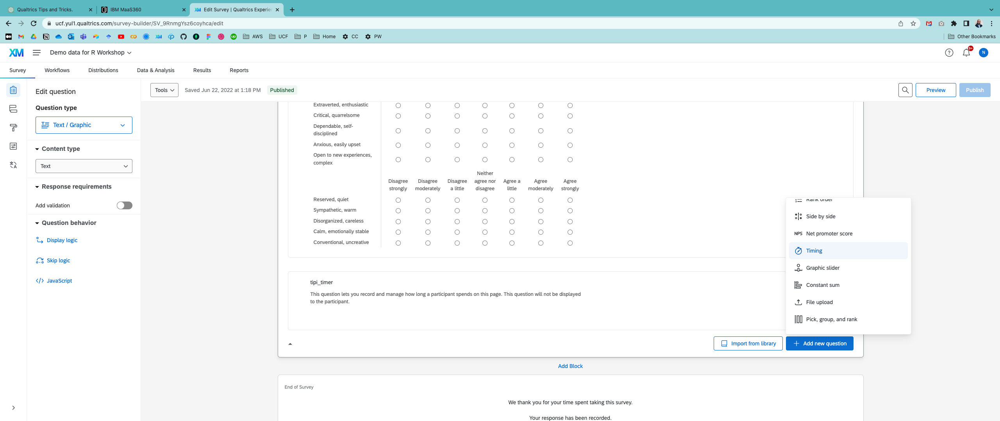 Qualtrics Tips and Tricks.
IBM MaaS360
XM Edit Survey | Qualtrics Experier
ucf.yul1.qualtrics.com/survey-builder/SV_9RnmgYsz6coyhca/edit
XM up AWS UCF P Home CC PW Other Bookmarks
XM Demo data for R Workshop 9+ N
Survey Workflows Distributions Data & Analysis Results Reports
Edit question
Question type
Text / Graphic
Content type
Text
Response requirements
Add validation
Question behavior
Display logic
Skip logic
</> JavaScript
Tools Saved Jun 22, 2022 at 1:18 PM Published Preview Publish
Extraverted, enthusiastic
Critical, quarrelsome
Dependable, self-
disciplined
Anxious, easily upset
Open to new experiences,
complex
Neither
Disagree Disagree Disagree agree nor Agree a Agree Agree
strongly moderately a little disagree little moderately strongly
Reserved, quiet
Sympathetic, warm
Disorganized, careless
Calm, emotionally stable
Conventional, uncreative
tipi_timer
This question lets you record and manage how long a participant spends on this page. This question will not be displayed
to the participant.
Rank order
Side by side
NPS Net promoter score
Timing
Graphic slider
Constant sum
File upload
Pick, group, and rank
Import from library + Add new question
Add Block
End of Survey
We thank you for your time spent taking this survey.
Your response has been recorded.